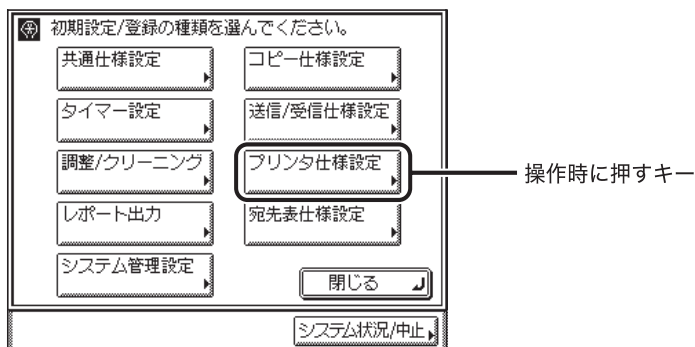 初期設定/登録の種類を選んでください。
共通仕様設定
コピー仕様設定
タイマー設定
送信/受信仕様設定
調整/クリーニング
プリンタ仕様設定
操作時に押すキー
レポート出力
宛先表仕様設定
システム管理設定
閉じる
システム状況/中止